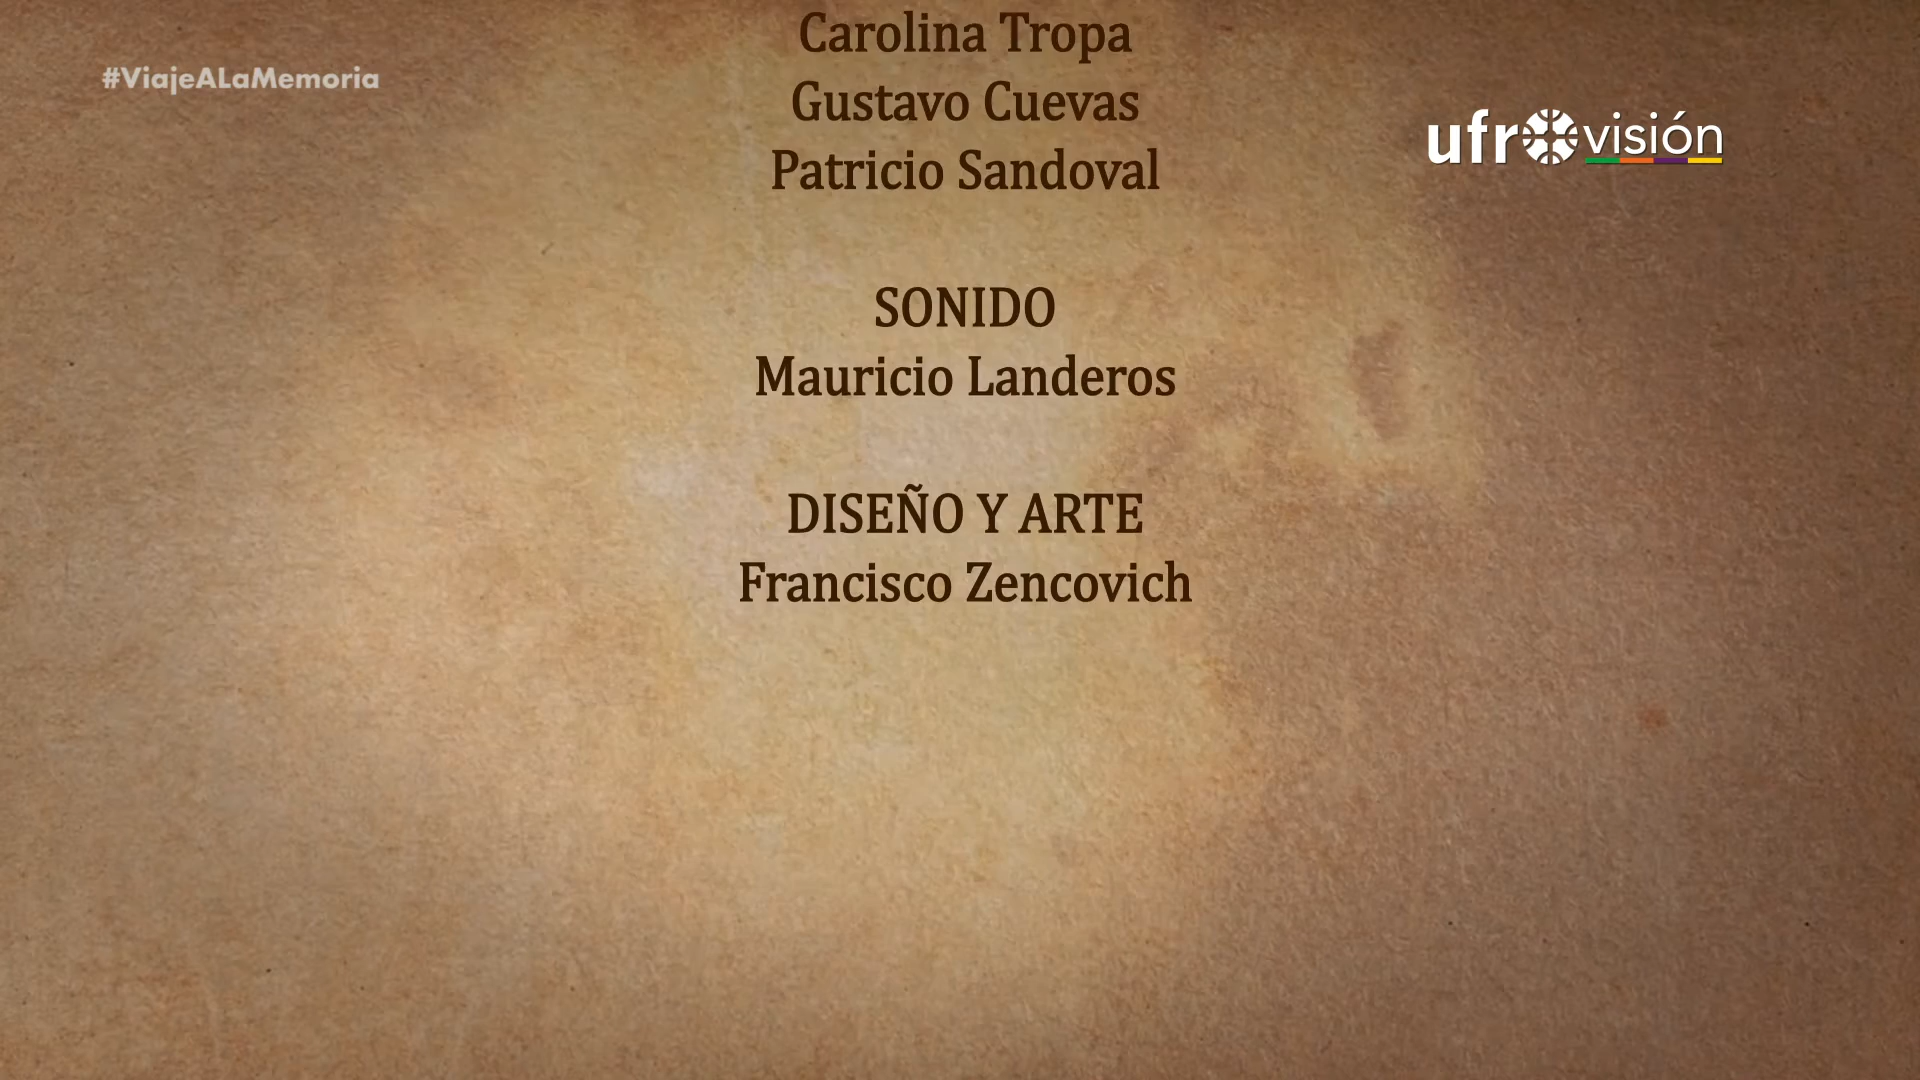 Carolina Tropa
#ViajeALaMemoria
Gustavo Cuevas
ufrovisión
Patricio Sandoval
SONIDO
Mauricio Landeros
DISEÑO Y ARTE
Francisco Zencovich